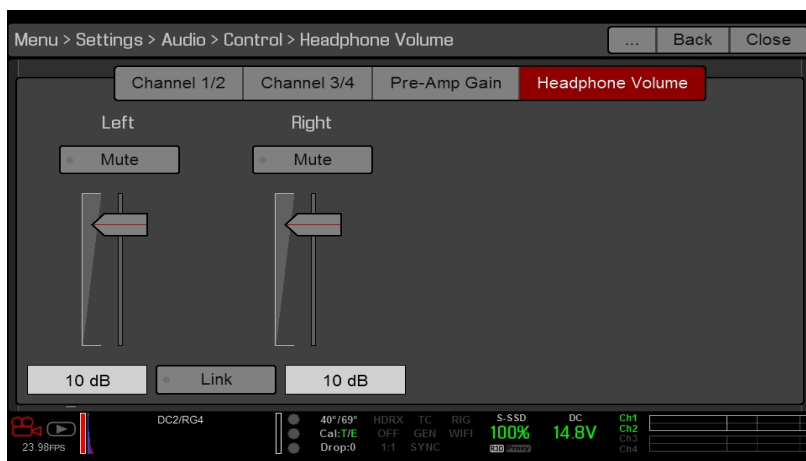 Menu > Settings > Audio > Control > Headphone Volume ... Back Close
Channel 1/2 Channel 3/4 Pre-Amp Gain Headphone Volume
Left Right
Mute Mute
10 dB Link 10 dB
DC2/RG4 40°/69° HDRX TC RIG S-SSD DC Ch1
Cal:T/E OFF GEN WIFI 100% 14.8V Ch2
23.98FPS Drop:0 1:1 SYNC R3D Proxy Ch3
Ch4